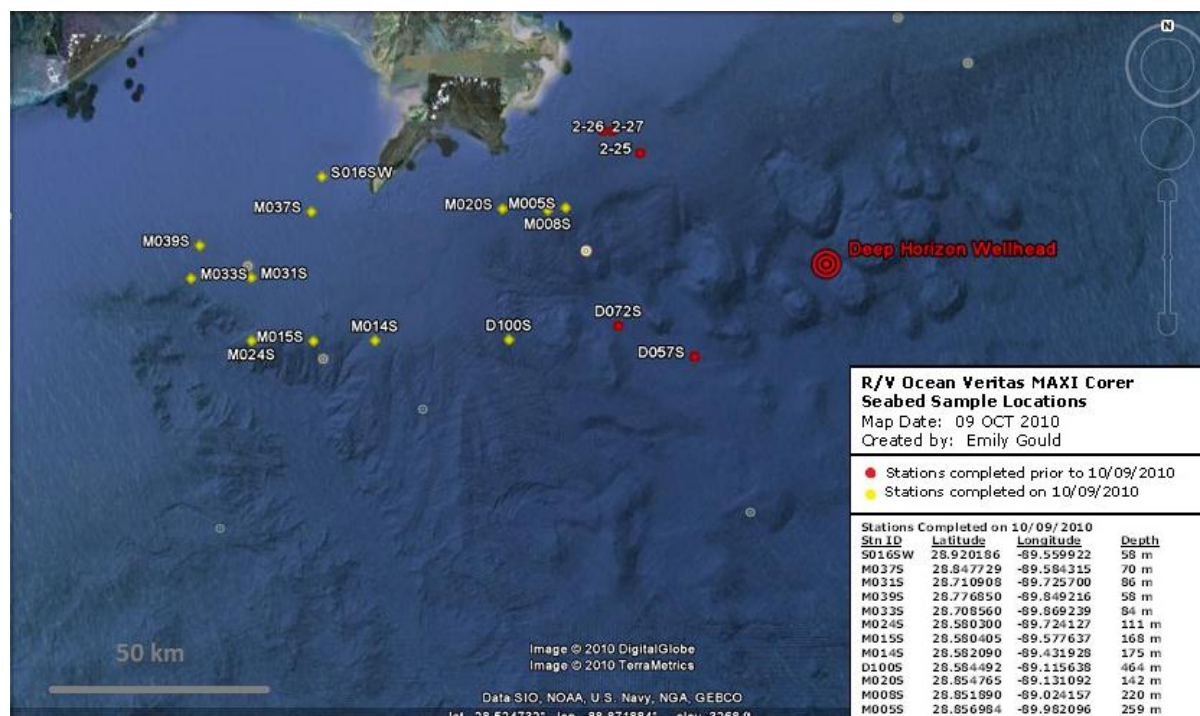 N
2-26 2-27
2-25
S016SW
M037S
M020S
M005S
M008S
M039S
M033S
M031S
Deep Horizon Wellhead
D072S
M015S
M014S
D100S
M024S
D057S
R/V Ocean Veritas MAXI Corer
Seabed Sample Locations
Map Date: 09 OCT 2010
Created by: Emily Gould
Stations completed prior to 10/09/2010
Stations completed on 10/09/2010
Stations Completed on 10/09/2010
Stn ID Latitude Longitude Depth
S016SW 28.920186 -89.559922 58 m
M037S 28.847729 -89.584315 70 m
M031S 28.710908 -89.725700 86 m
M039S 28.776850 -89.849216 58 m
M033S 28.708560 -89.869239 84 m
M024S 28.580300 -89.724127 111 m
M015S 28.580405 -89.577637 168 m
M014S 28.582090 -89.431928 175 m
D100S 28.584492 -89.115638 464 m
M020S 28.854765 -89.131092 142 m
M008S 28.851890 -89.024157 220 m
M005S 28.856984 -89.982096 259 m
50 km
Image © 2010 DigitalGlobe
Image © 2010 TerraMetrics
Data SIO, NOAA, U.S. Navy, NGA, GEBCO